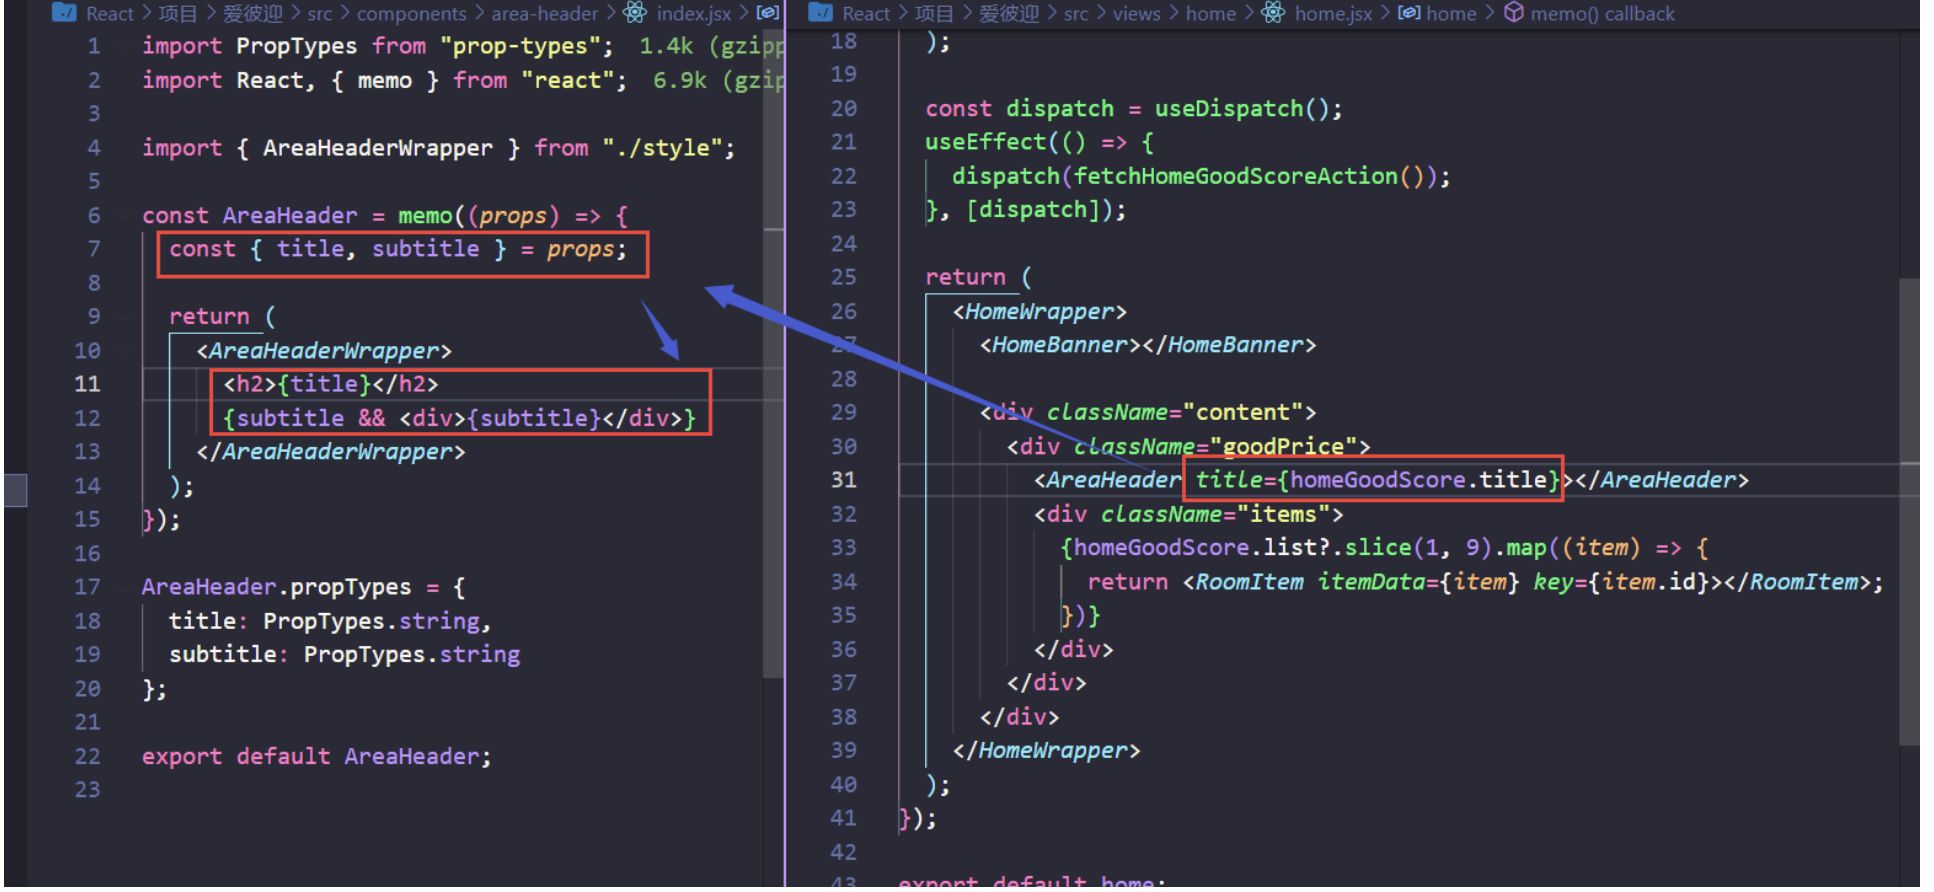 React > 项目 > 爱彼迎 > src > components > area-header > index.jsx >
1 import PropTypes from "prop-types"; 1.4k (gzipp
2 import React, { memo } from "react"; 6.9k (gzip
3
4 import { AreaHeaderWrapper } from "./style";
5
6 const AreaHeader = memo((props) => {
7 const { title, subtitle } = props;
8
9 return (
10 <AreaHeaderWrapper>
11 <h2>{title}</h2>
12 {subtitle && <div>{subtitle}</div>}
13 </AreaHeaderWrapper>
14 );
15 });
16
17 AreaHeader.propTypes = {
18 title: PropTypes.string,
19 subtitle: PropTypes.string
20 };
21
22 export default AreaHeader;
23
React > 项目 > 爱彼迎 > src > views > home > home.jsx > home > memo() callback
18 );
19
20 const dispatch = useDispatch();
21 useEffect(() => {
22 dispatch(fetchHomeGoodScoreAction());
23 }, [dispatch]);
24
25 return (
26 <HomeWrapper>
27 <HomeBanner></HomeBanner>
28
29 <div className="content">
30 <div className="goodPrice">
31 <AreaHeader title={homeGoodScore.title}></AreaHeader>
32 <div className="items">
33 {homeGoodScore.list?.slice(1, 9).map((item) => {
34 return <RoomItem itemData={item} key={item.id}></RoomItem>;
35 })}
36 </div>
37 </div>
38 </div>
39 </HomeWrapper>
40 );
41 });
42
43 export default home;